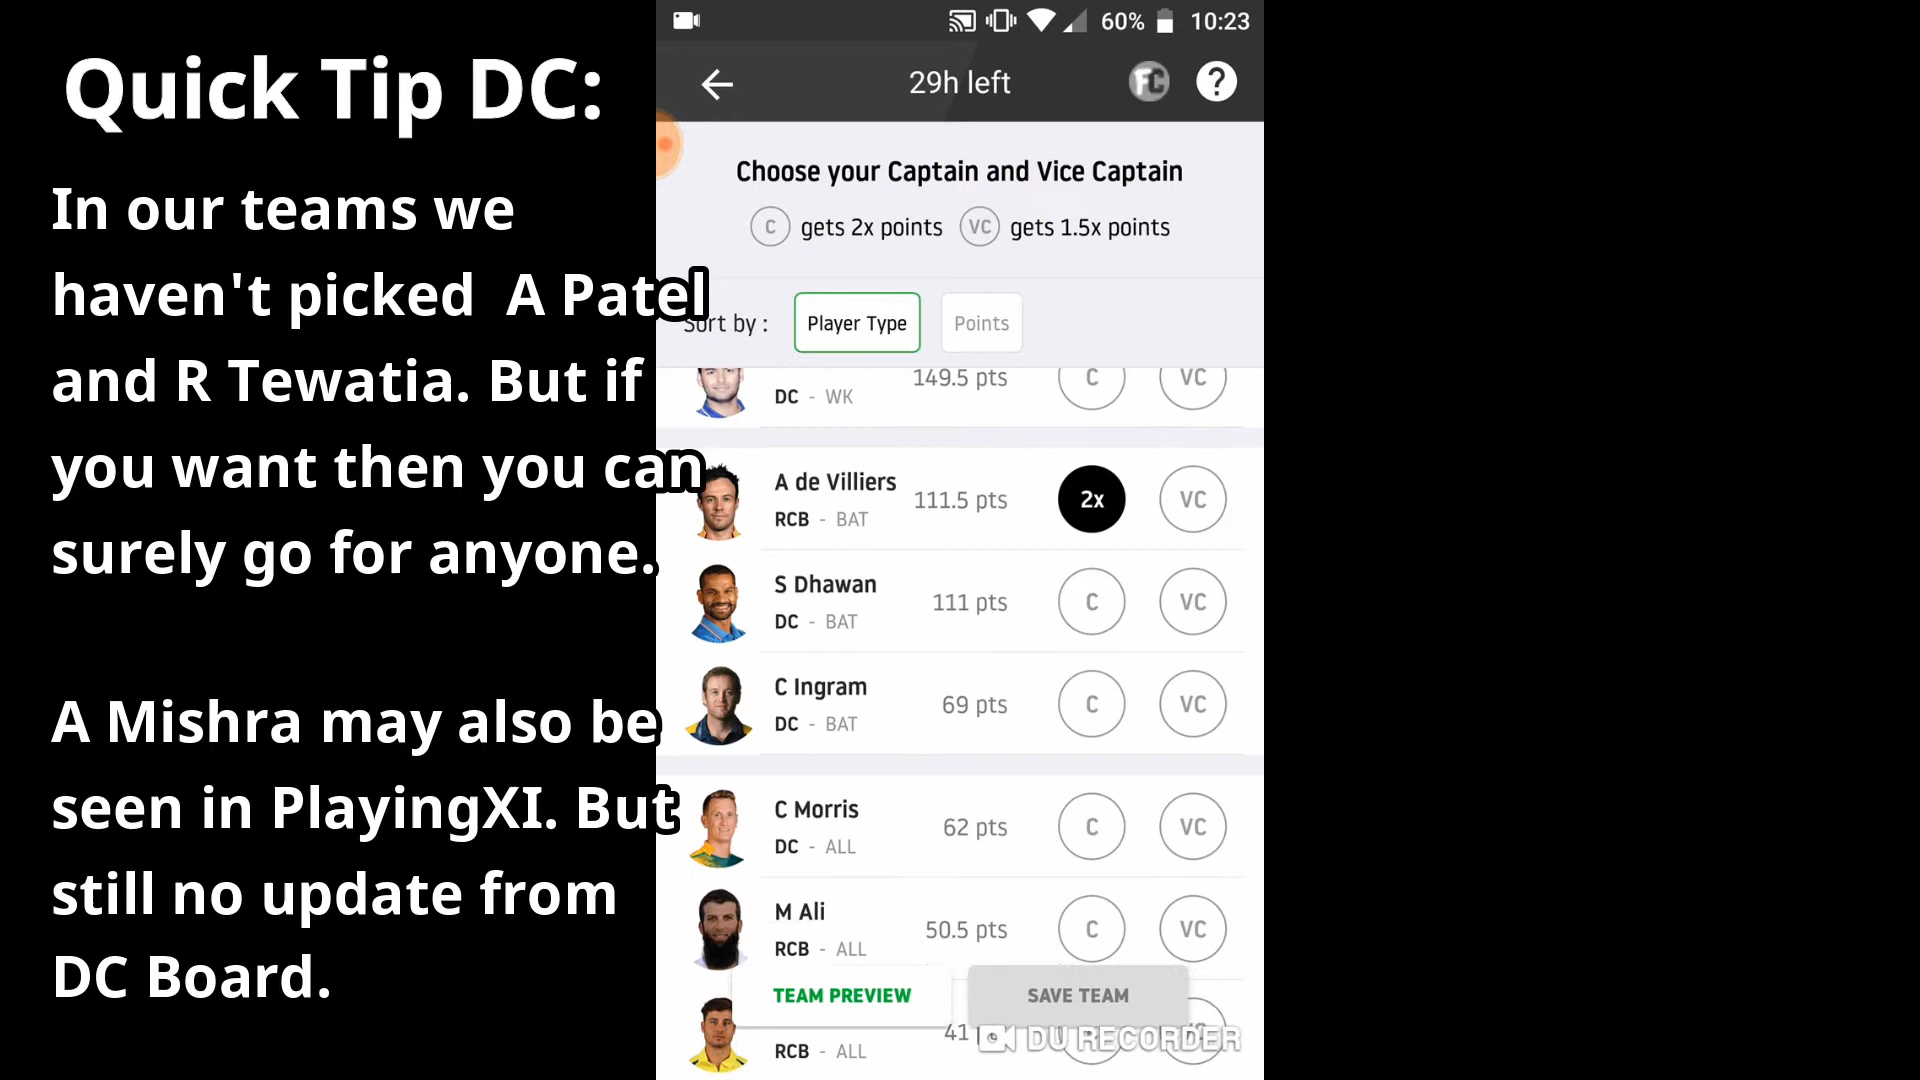 Quick Tip DC:
In our teams we
haven't picked A Patel
and R Tewatia. But if
you want then you can
surely go for anyone.
A Mishra may also be
seen in PlayingXI. But
still no update from
DC Board.
60% 10:23
29h left
FC ?
Choose your Captain and Vice Captain
C gets 2x points VC gets 1.5x points
Sort by : Player Type Points
149.5 pts C VC
DC - WK
A de Villiers 111.5 pts 2x VC
RCB - BAT
S Dhawan 111 pts C VC
DC - BAT
C Ingram 69 pts C VC
DC - BAT
C Morris 62 pts C VC
DC - ALL
M Ali 50.5 pts C VC
RCB - ALL
TEAM PREVIEW SAVE TEAM
41
RCB - ALL
DU RECORDER